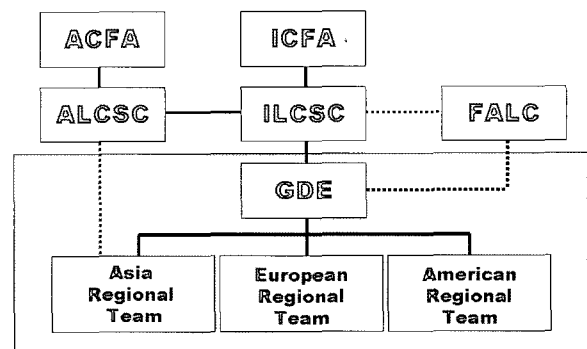 ACFA
ICFA
ALCSC
ILCSC
FALC
GDE
Asia
Regional
Team
European
Regional
Team
American
Regional
Team